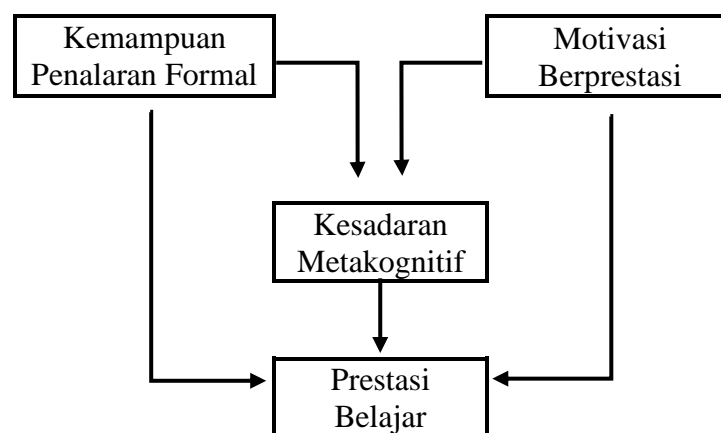 Kemampuan
Penalaran Formal
Motivasi
Berprestasi
Kesadaran
Metakognitif
Prestasi
Belajar